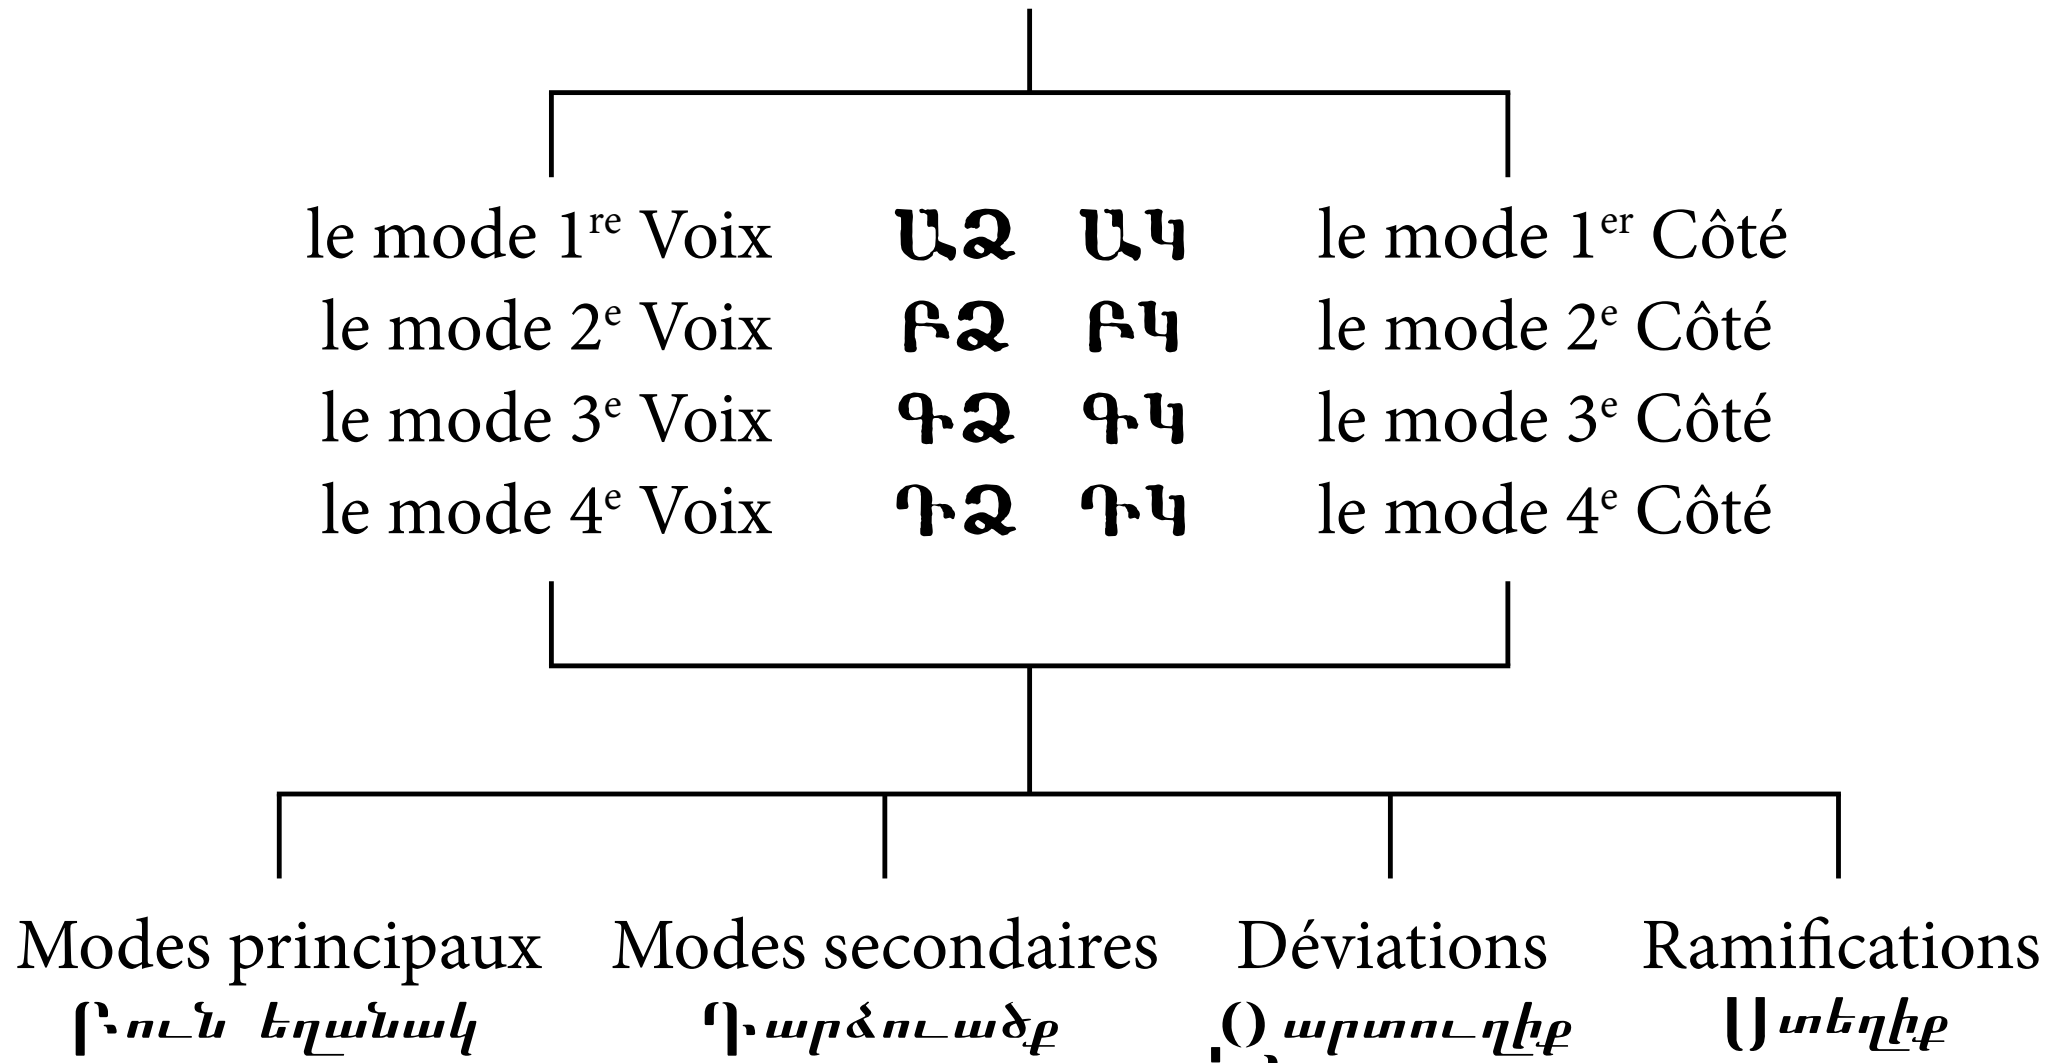 le mode 1re Voix ԱՁ ԱԿ le mode 1er Côté
le mode 2e Voix ԲՁ ԲԿ le mode 2e Côté
le mode 3e Voix ԳՁ ԳԿ le mode 3e Côté
le mode 4e Voix ԴՁ ԴԿ le mode 4e Côté
Modes principaux Modes secondaires Déviations Ramifications
Բուն եղանակ Դարձուածք Զարտուղիք Ստեղիք